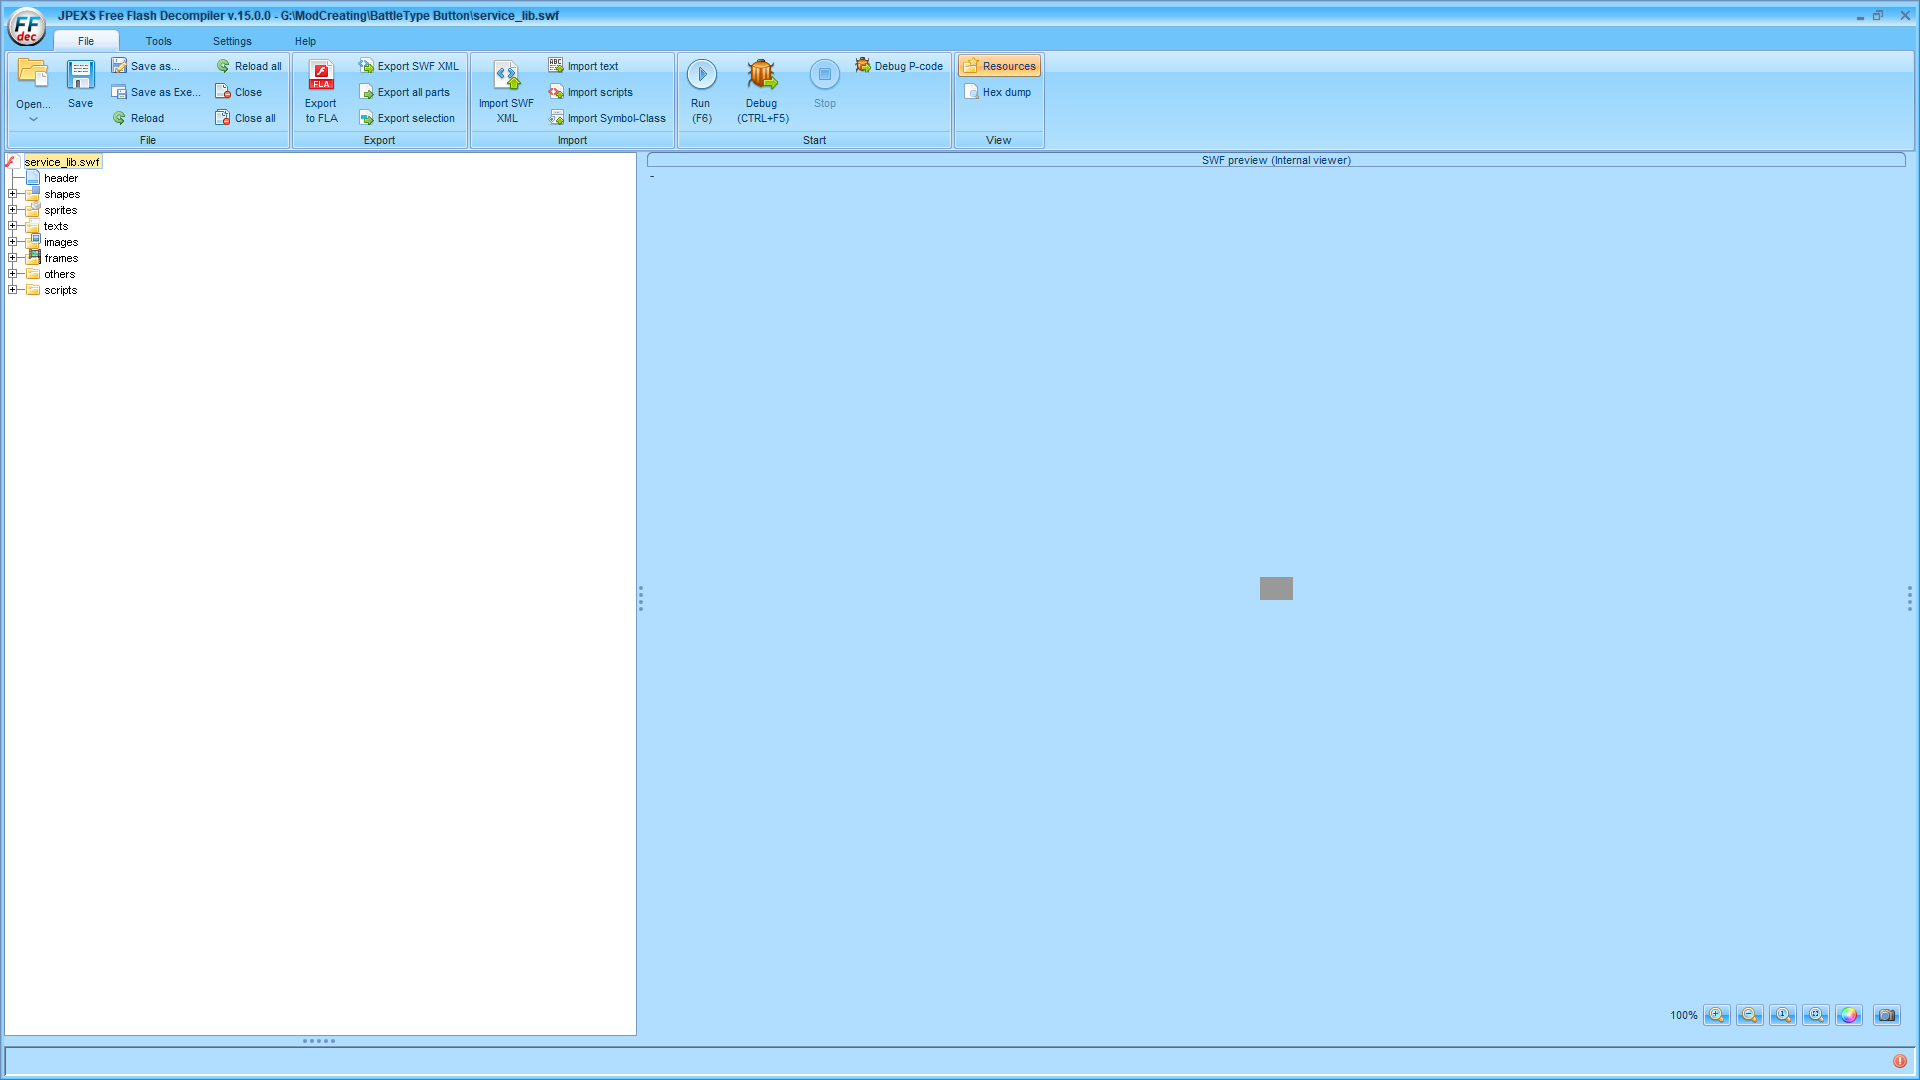 JPEXS Free Flash Decompiler v.15.0.0 - G:\ModCreating\BattleType Button\service_lib.swf
FF
dec
File Tools Settings Help
Open...
Save
Save as...
Save as Exe...
Reload
Reload all
Close
Close all
File
FLA
Export
to FLA
Export SWF XML
Export all parts
Export selection
Export
Import SWF
XML
ABC
Import text
Import scripts
Import Symbol-Class
Import
Run
(F6)
Debug
(CTRL+F5)
Stop
Debug P-code
Start
Resources
Hex dump
View
service_lib.swf
header
shapes
sprites
texts
images
frames
others
scripts
SWF preview (Internal viewer)
-
100%